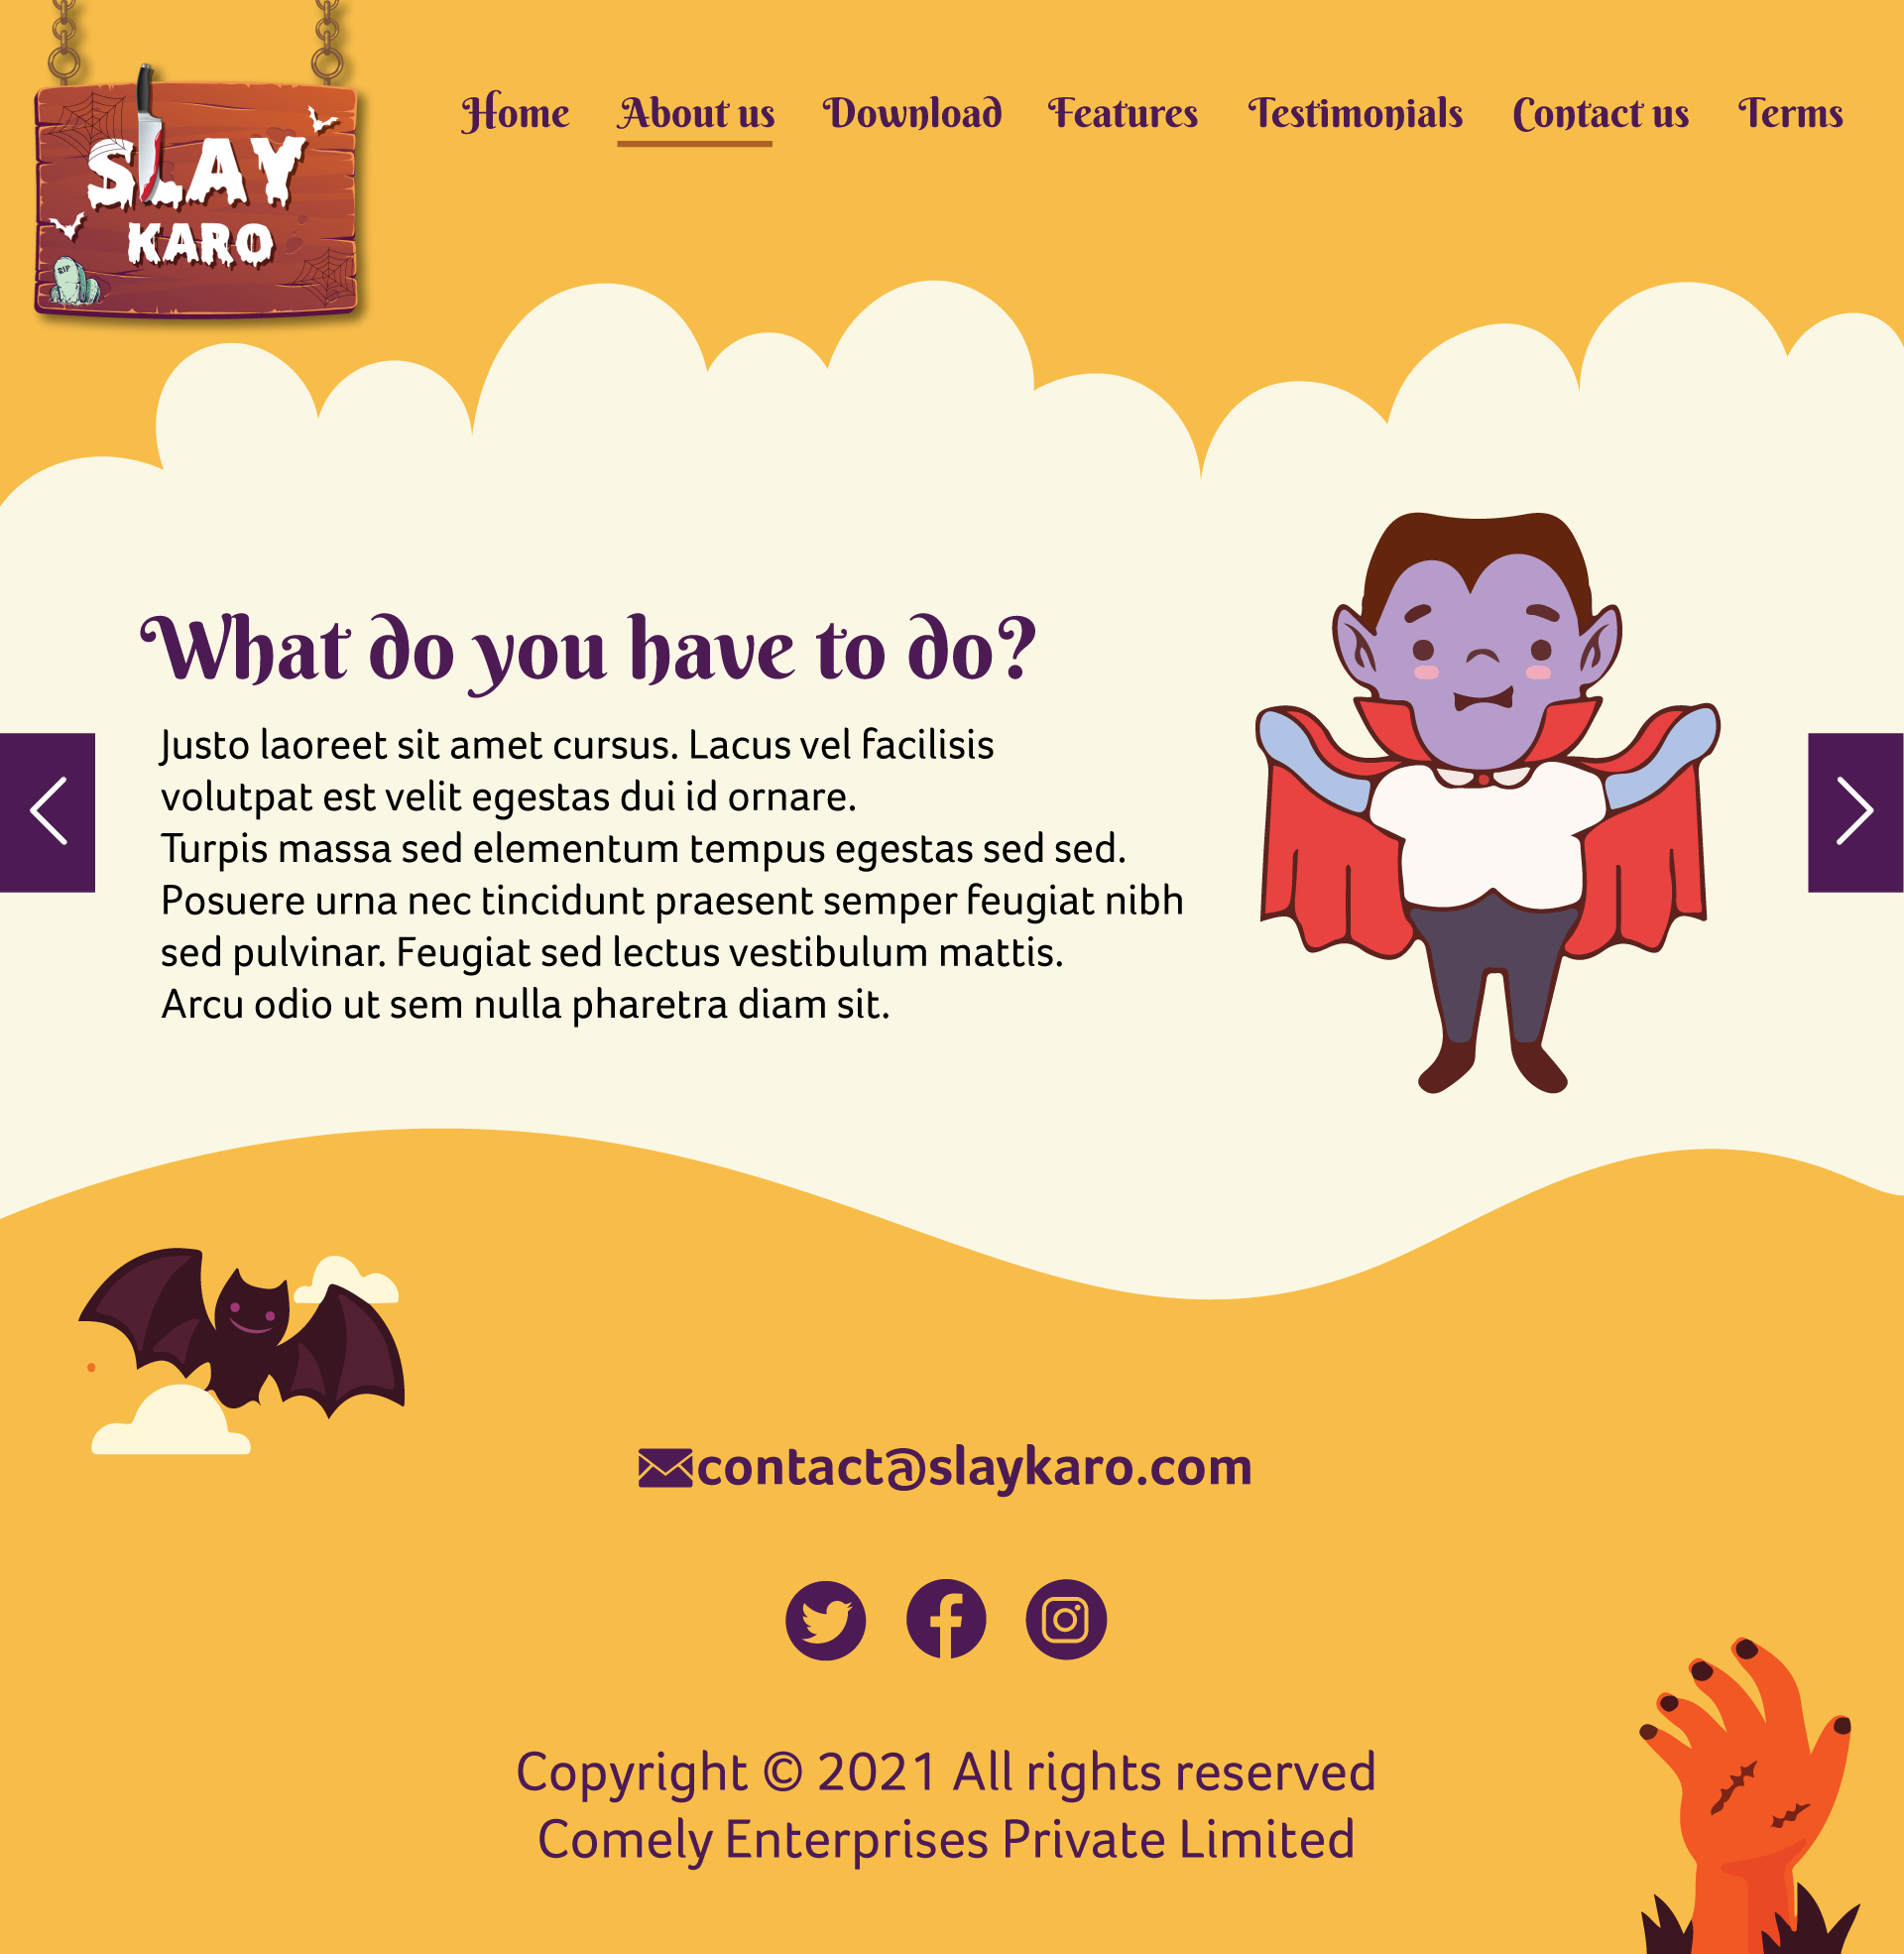 SLAY
KARO
RIP
Home About us Download Features Testimonials Contact us Terms
What do you have to do?
Justo laoreet sit amet cursus. Lacus vel facilisis
volutpat est velit egestas dui id ornare.
Turpis massa sed elementum tempus egestas sed sed.
Posuere urna nec tincidunt praesent semper feugiat nibh
sed pulvinar. Feugiat sed lectus vestibulum mattis.
Arcu odio ut sem nulla pharetra diam sit.
contact@slaykaro.com
Copyright © 2021 All rights reserved
Comely Enterprises Private Limited